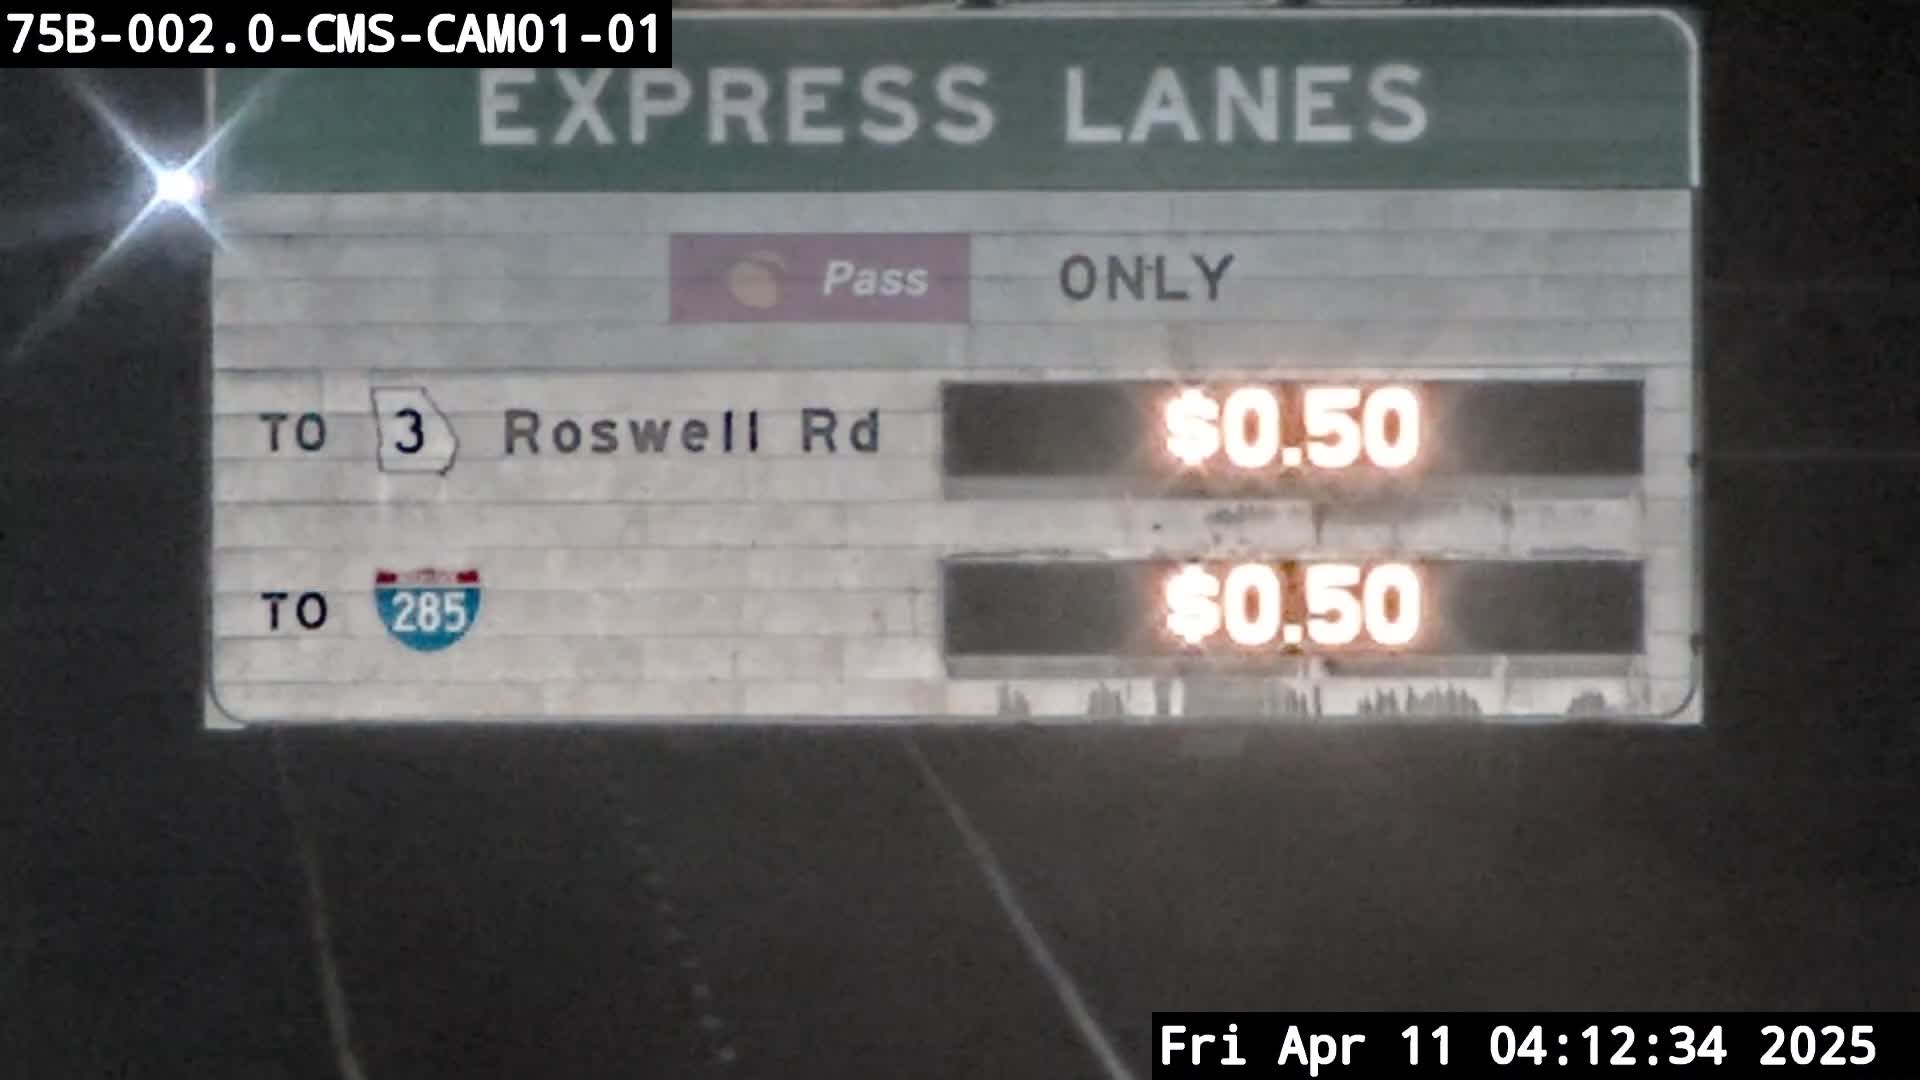 75B-002.0-CMS-CAM01-01
EXPRESS LANES
Pass ONLY
TO 3 Roswell Rd $0.50
TO 285 $0.50
Fri Apr 11 04:12:34 2025